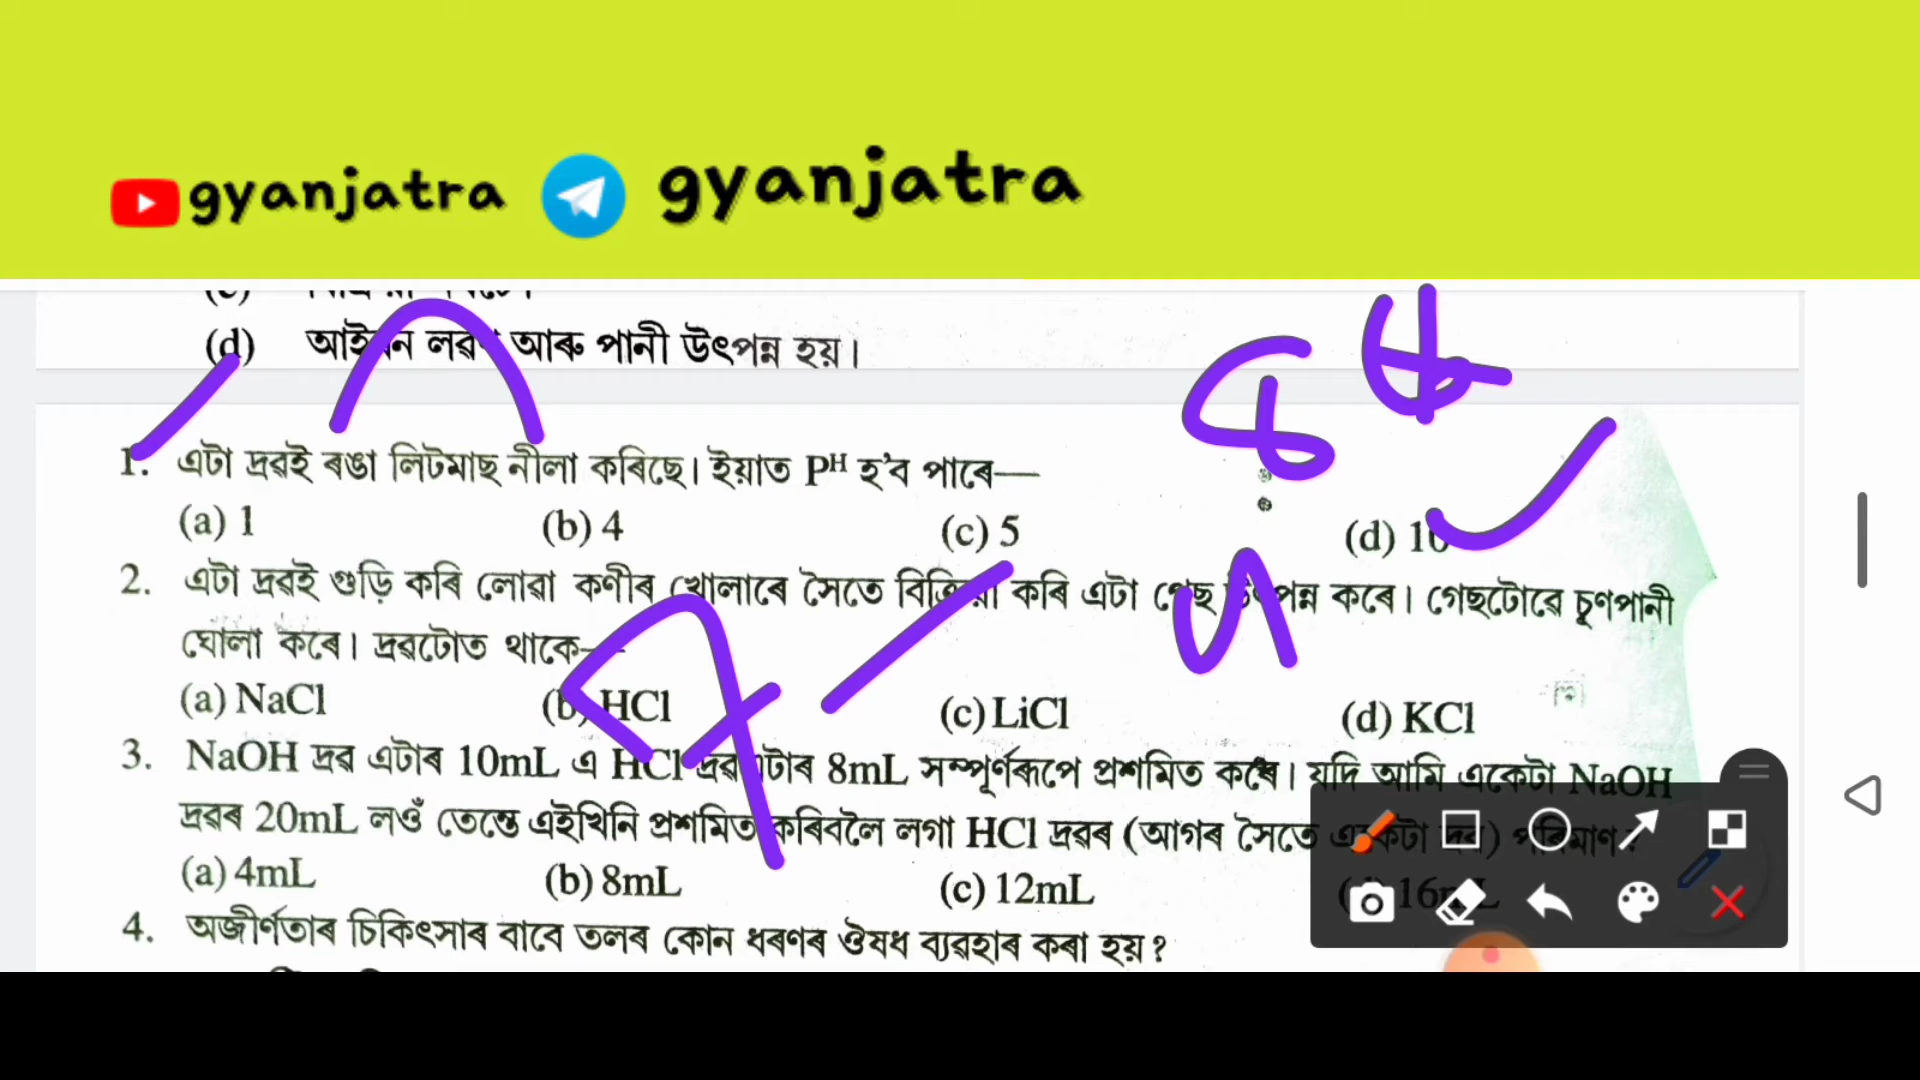 gyanjatra gyanjatra
(d) আইৰন লৱণ আৰু পানী উৎপন্ন হয়।
1. এটা দ্ৰৱই ৰঙা লিটমাছ নীলা কৰিছে। ইয়াত Pᴴ হ'ব পাৰে—
(a) 1 (b) 4 (c) 5 (d) 10
2. এটা দ্ৰৱই গুড়ি কৰি লোৱা কণীৰ খোলাৰে সৈতে বিক্ৰিয়া কৰি এটা গেছ উৎপন্ন কৰে। গেছটোৱে চূণপানী
ঘোলা কৰে। দ্ৰৱটোত থাকে—
(a) NaCl (b) HCl (c) LiCl (d) KCl
3. NaOH দ্ৰৱ এটাৰ 10mL এ HCl দ্ৰৱ এটাৰ 8mL সম্পূৰ্ণৰূপে প্ৰশমিত কৰে। যদি আমি একেটা NaOH
দ্ৰৱৰ 20mL লওঁ তেন্তে এইখিনি প্ৰশমিত কৰিবলৈ লগা HCl দ্ৰৱৰ (আগৰ সৈতে একেটা দ্ৰৱ) পৰিমাণ?
(a) 4mL (b) 8mL (c) 12mL (d) 16mL
4. অজীৰ্ণতাৰ চিকিৎসাৰ বাবে তলৰ কোন ধৰণৰ ঔষধ ব্যৱহাৰ কৰা হয়?